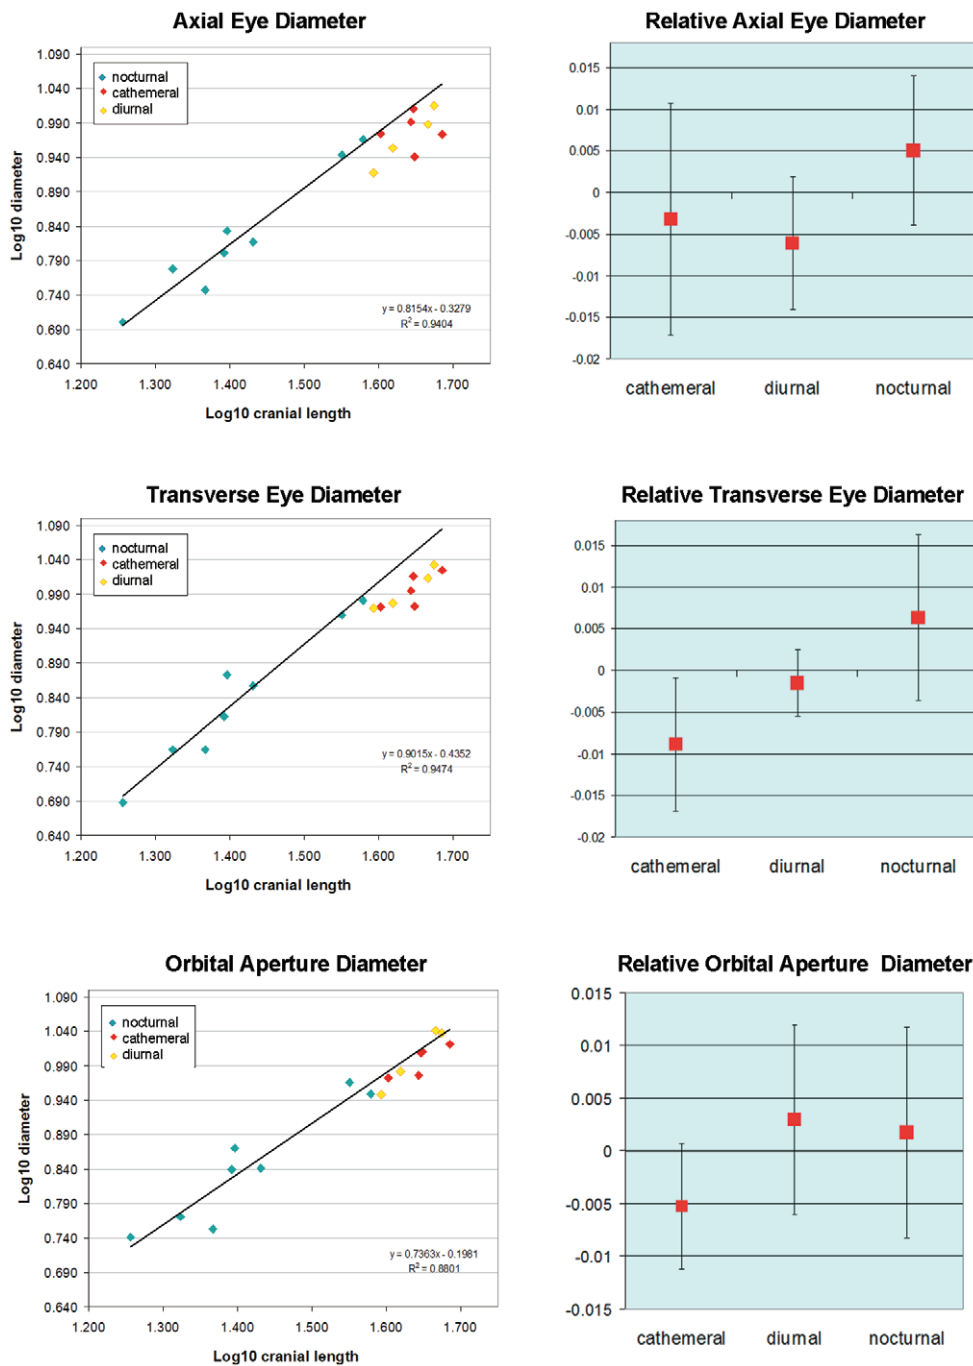 Axial Eye Diameter
1.090
1.040
0.990
0.940
0.890
0.840
0.790
0.740
0.690
0.640
Log10 diameter
nocturnal
cathemeral
diurnal
y = 0.8154x - 0.3279
R² = 0.9404
1.200 1.300 1.400 1.500 1.600 1.700
Log10 cranial length
Relative Axial Eye Diameter
0.015
0.01
0.005
0
-0.005
-0.01
-0.015
-0.02
cathemeral diurnal nocturnal
Transverse Eye Diameter
1.090
1.040
0.990
0.940
0.890
0.840
0.790
0.740
0.690
0.640
Log10 diameter
nocturnal
cathemeral
diurnal
y = 0.9015x - 0.4352
R² = 0.9474
1.200 1.300 1.400 1.500 1.600 1.700
Log10 cranial length
Relative Transverse Eye Diameter
0.015
0.01
0.005
0
-0.005
-0.01
-0.015
-0.02
cathemeral diurnal nocturnal
Orbital Aperture Diameter
1.090
1.040
0.990
0.940
0.890
0.840
0.790
0.740
0.690
0.640
Log10 diameter
nocturnal
cathemeral
diurnal
y = 0.7363x - 0.1981
R² = 0.8801
1.200 1.300 1.400 1.500 1.600 1.700
Log10 cranial length
Relative Orbital Aperture Diameter
0.015
0.01
0.005
0
-0.005
-0.01
-0.015
cathemeral diurnal nocturnal